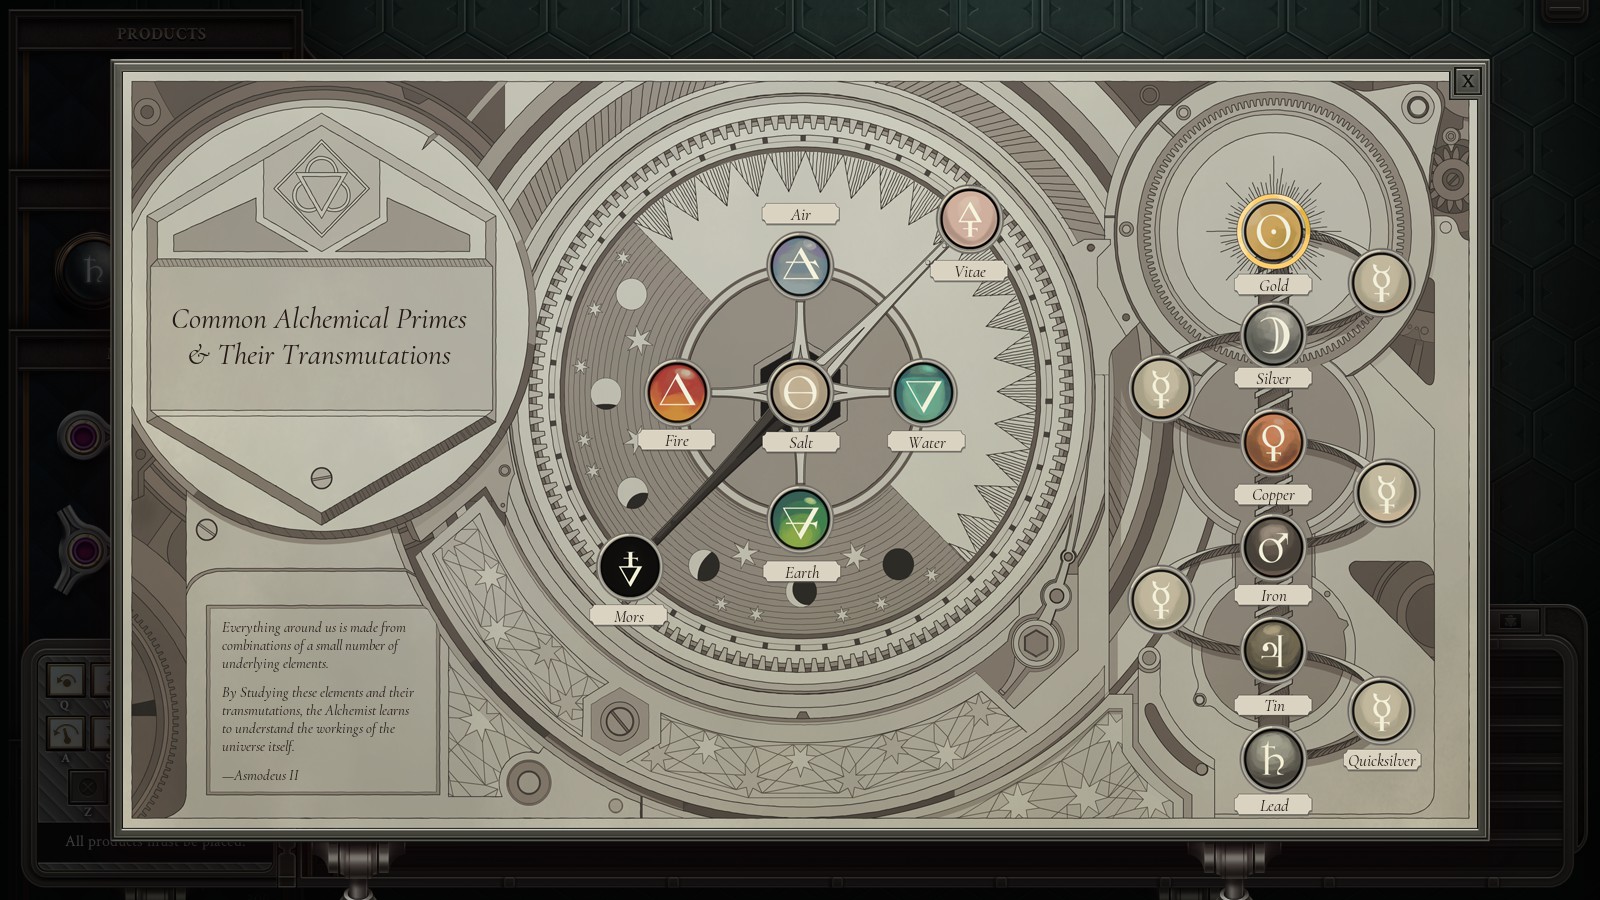 PRODUCTS
X
Common Alchemical Primes
& Their Transmutations
Air
Vitae
Fire
Salt
Water
Earth
Mors
Gold
Silver
Copper
Iron
Tin
Quicksilver
Lead
Everything around us is made from
combinations of a small number of
underlying elements.
By Studying these elements and their
transmutations, the Alchemist learns
to understand the workings of the
universe itself.
—Asmodeus II
Q
A
Z
All products must be placed.